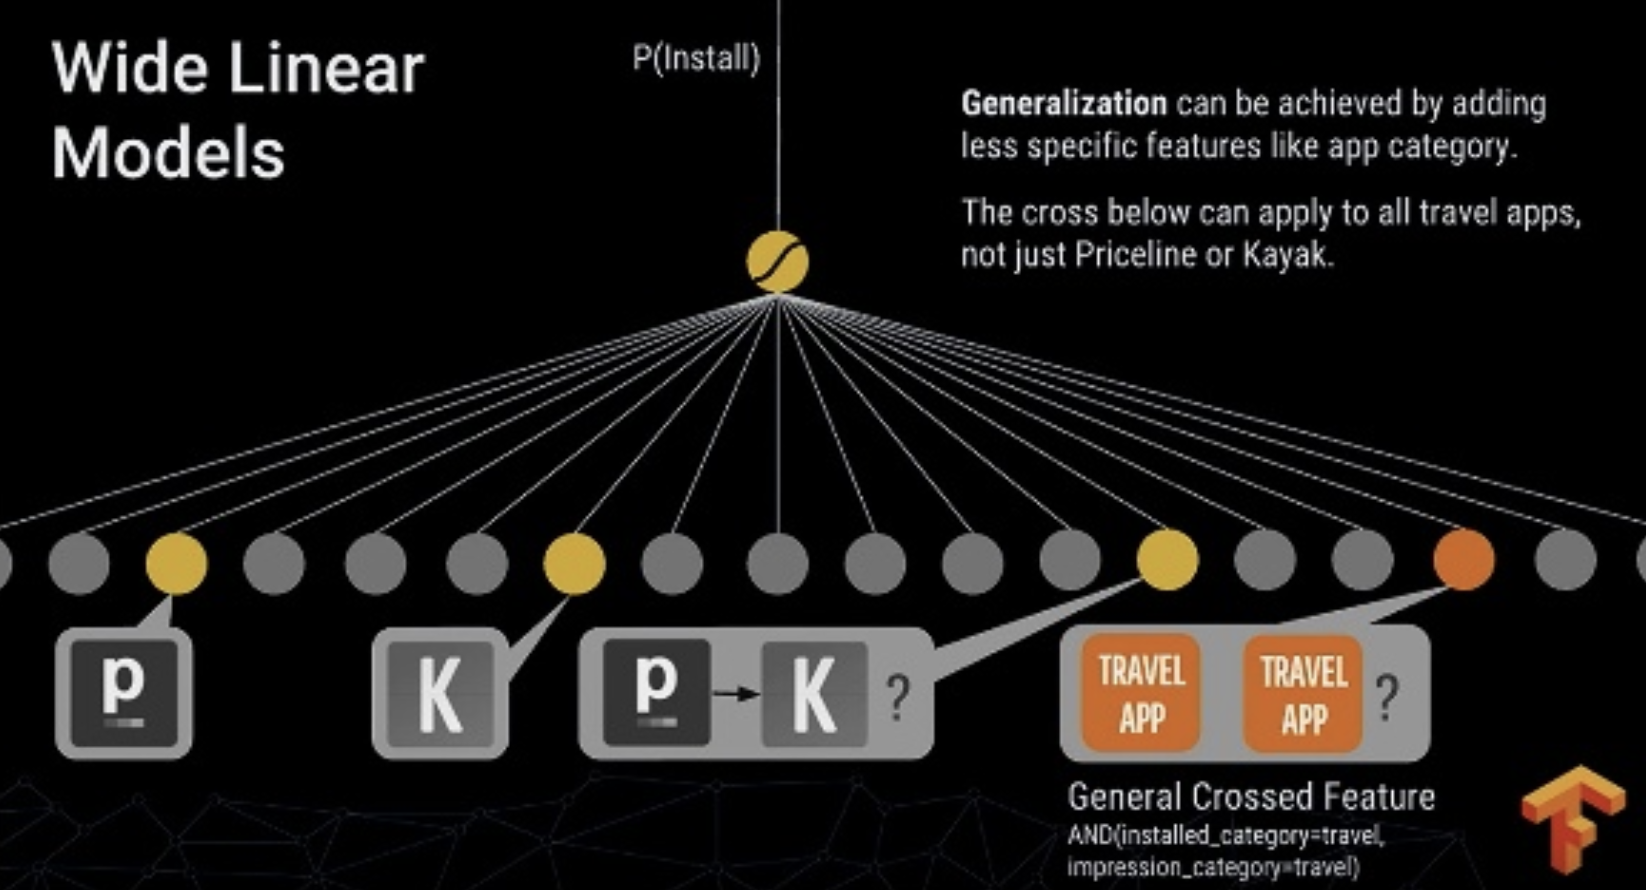 Wide Linear
Models
P(Install)
Generalization can be achieved by adding
less specific features like app category.
The cross below can apply to all travel apps,
not just Priceline or Kayak.
p
K
p K ?
TRAVEL
APP
TRAVEL
APP
?
General Crossed Feature
AND(installed_category=travel,
impression_category=travel)